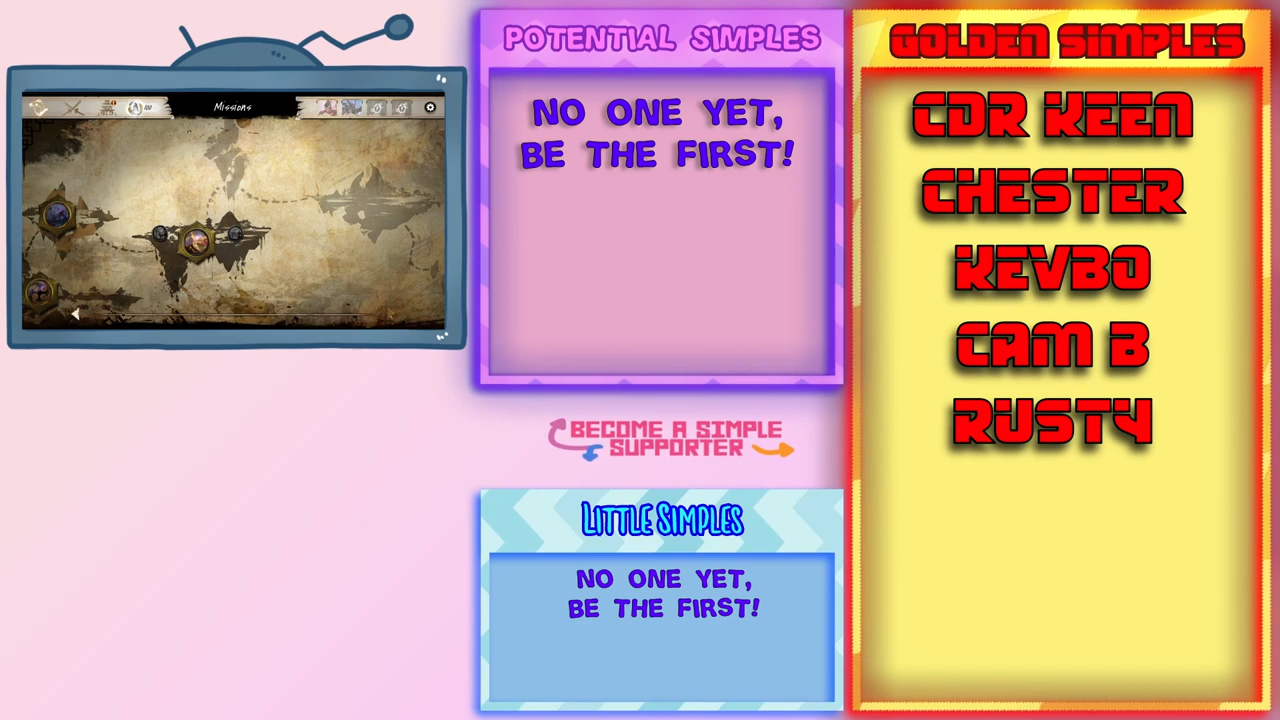 Missions
POTENTIAL SIMPLES
NO ONE YET,
BE THE FIRST!
BECOME A SIMPLE
SUPPORTER
LITTLE SIMPLES
NO ONE YET,
BE THE FIRST!
GOLDEN SIMPLES
CDR KEEN
CHESTER
KEVBO
CAM B
RUSTY